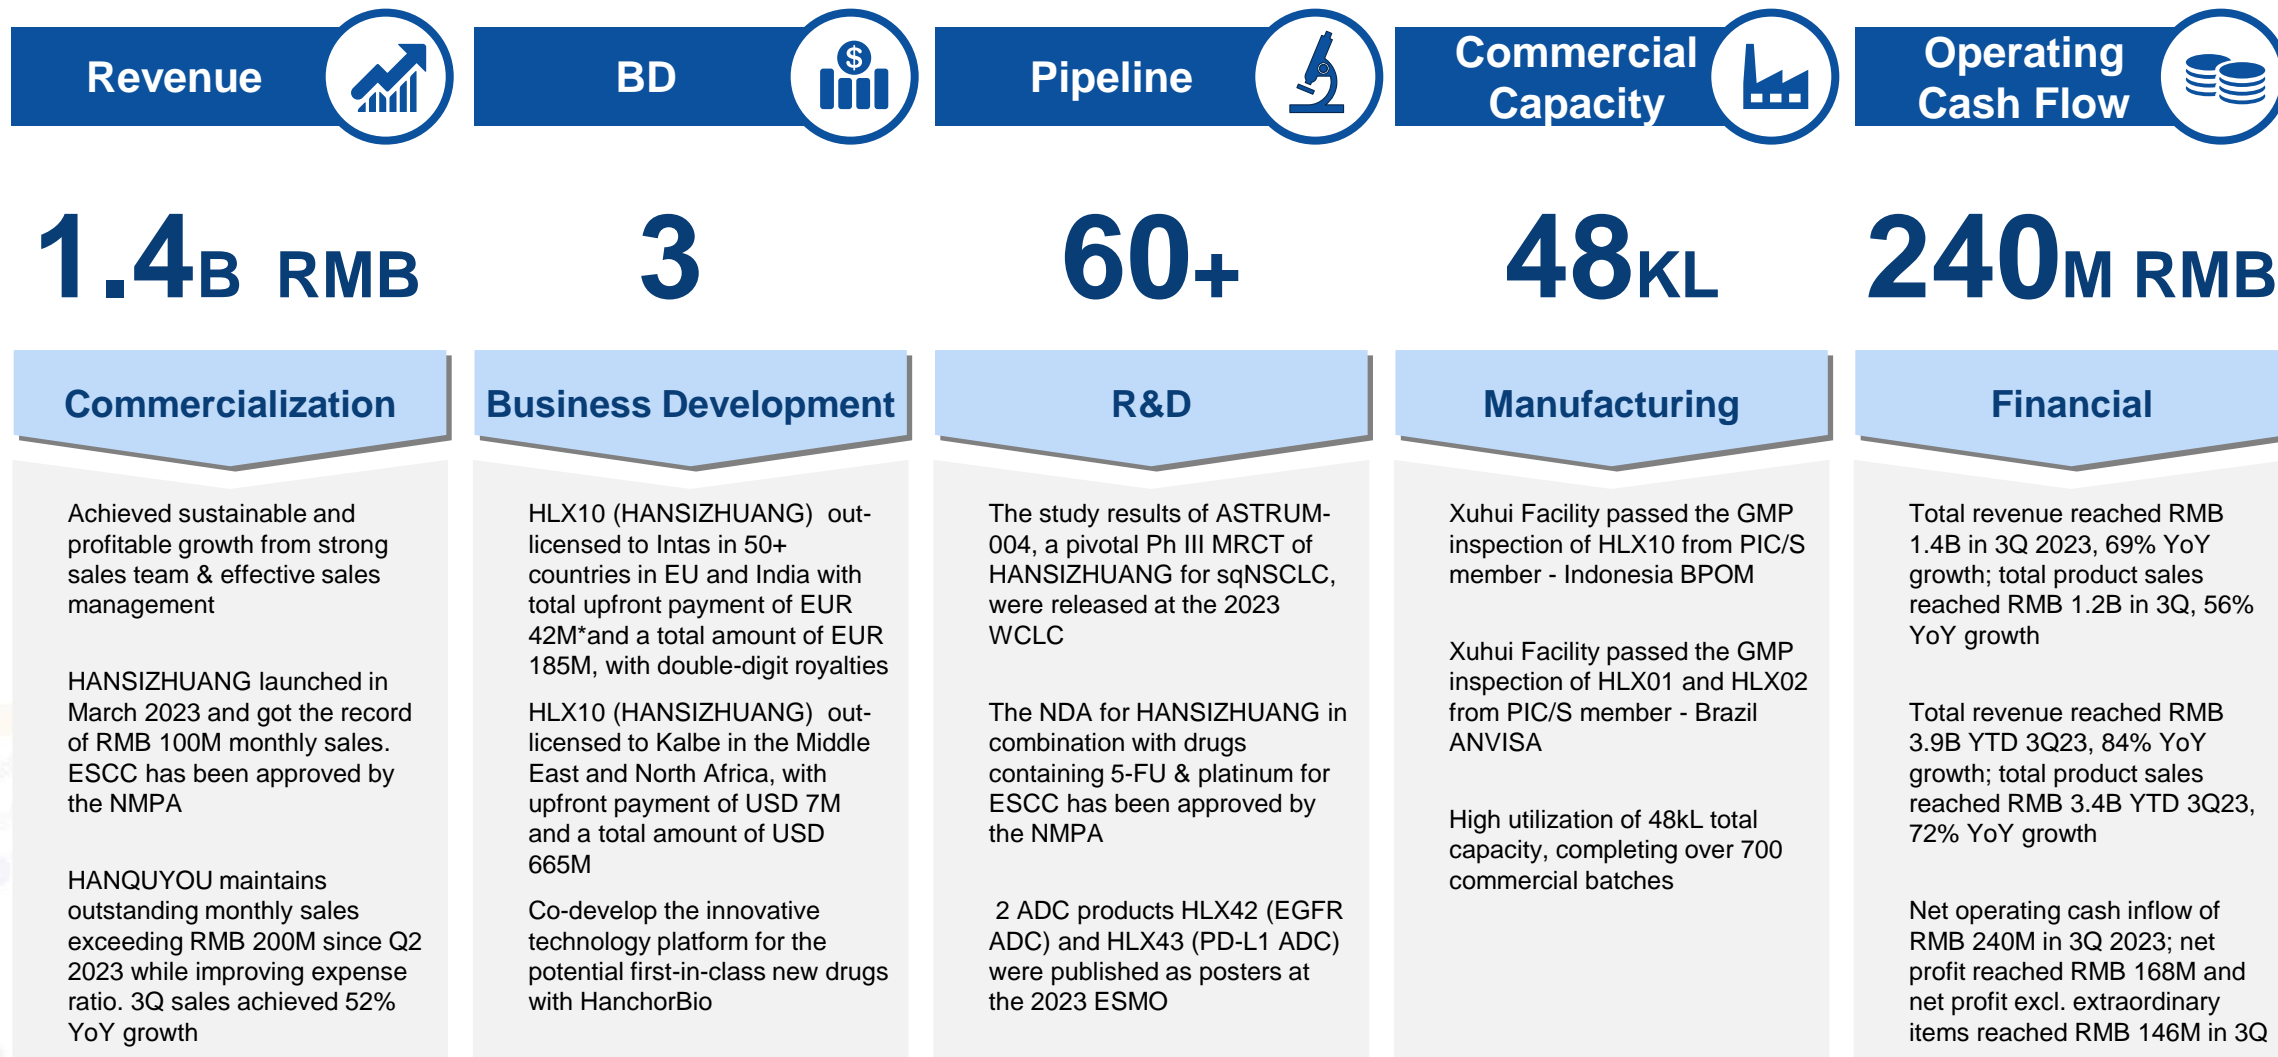 Revenue
1.4B RMB
Commercialization
Achieved sustainable and
profitable growth from strong
sales team & effective sales
management
HANSIZHUANG launched in
March 2023 and got the record
of RMB 100M monthly sales.
ESCC has been approved by
the NMPA
HANQUYOU maintains
outstanding monthly sales
exceeding RMB 200M since Q2
2023 while improving expense
ratio. 3Q sales achieved 52%
YoY growth
BD
$
3
Business Development
HLX10 (HANSIZHUANG) out-
licensed to Intas in 50+
countries in EU and India with
total upfront payment of EUR
42M*and a total amount of EUR
185M, with double-digit royalties
HLX10 (HANSIZHUANG) out-
licensed to Kalbe in the Middle
East and North Africa, with
upfront payment of USD 7M
and a total amount of USD
665M
Co-develop the innovative
technology platform for the
potential first-in-class new drugs
with HanchorBio
Pipeline
60+
R&D
The study results of ASTRUM-
004, a pivotal Ph III MRCT of
HANSIZHUANG for sqNSCLC,
were released at the 2023
WCLC
The NDA for HANSIZHUANG in
combination with drugs
containing 5-FU & platinum for
ESCC has been approved by
the NMPA
2 ADC products HLX42 (EGFR
ADC) and HLX43 (PD-L1 ADC)
were published as posters at
the 2023 ESMO
Commercial
Capacity
48KL
Manufacturing
Xuhui Facility passed the GMP
inspection of HLX10 from PIC/S
member - Indonesia BPOM
Xuhui Facility passed the GMP
inspection of HLX01 and HLX02
from PIC/S member - Brazil
ANVISA
High utilization of 48kL total
capacity, completing over 700
commercial batches
Operating
Cash Flow
240M RMB
Financial
Total revenue reached RMB
1.4B in 3Q 2023, 69% YoY
growth; total product sales
reached RMB 1.2B in 3Q, 56%
YoY growth
Total revenue reached RMB
3.9B YTD 3Q23, 84% YoY
growth; total product sales
reached RMB 3.4B YTD 3Q23,
72% YoY growth
Net operating cash inflow of
RMB 240M in 3Q 2023; net
profit reached RMB 168M and
net profit excl. extraordinary
items reached RMB 146M in 3Q